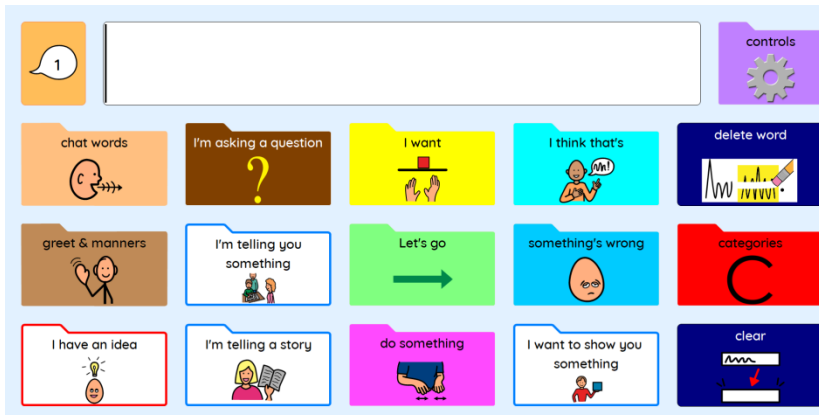 1
controls
chat words
I'm asking a question
?
I want
I think that's
delete word
greet & manners
I'm telling you
something
Let's go
something's wrong
categories
C
I have an idea
I'm telling a story
do something
I want to show you
something
clear